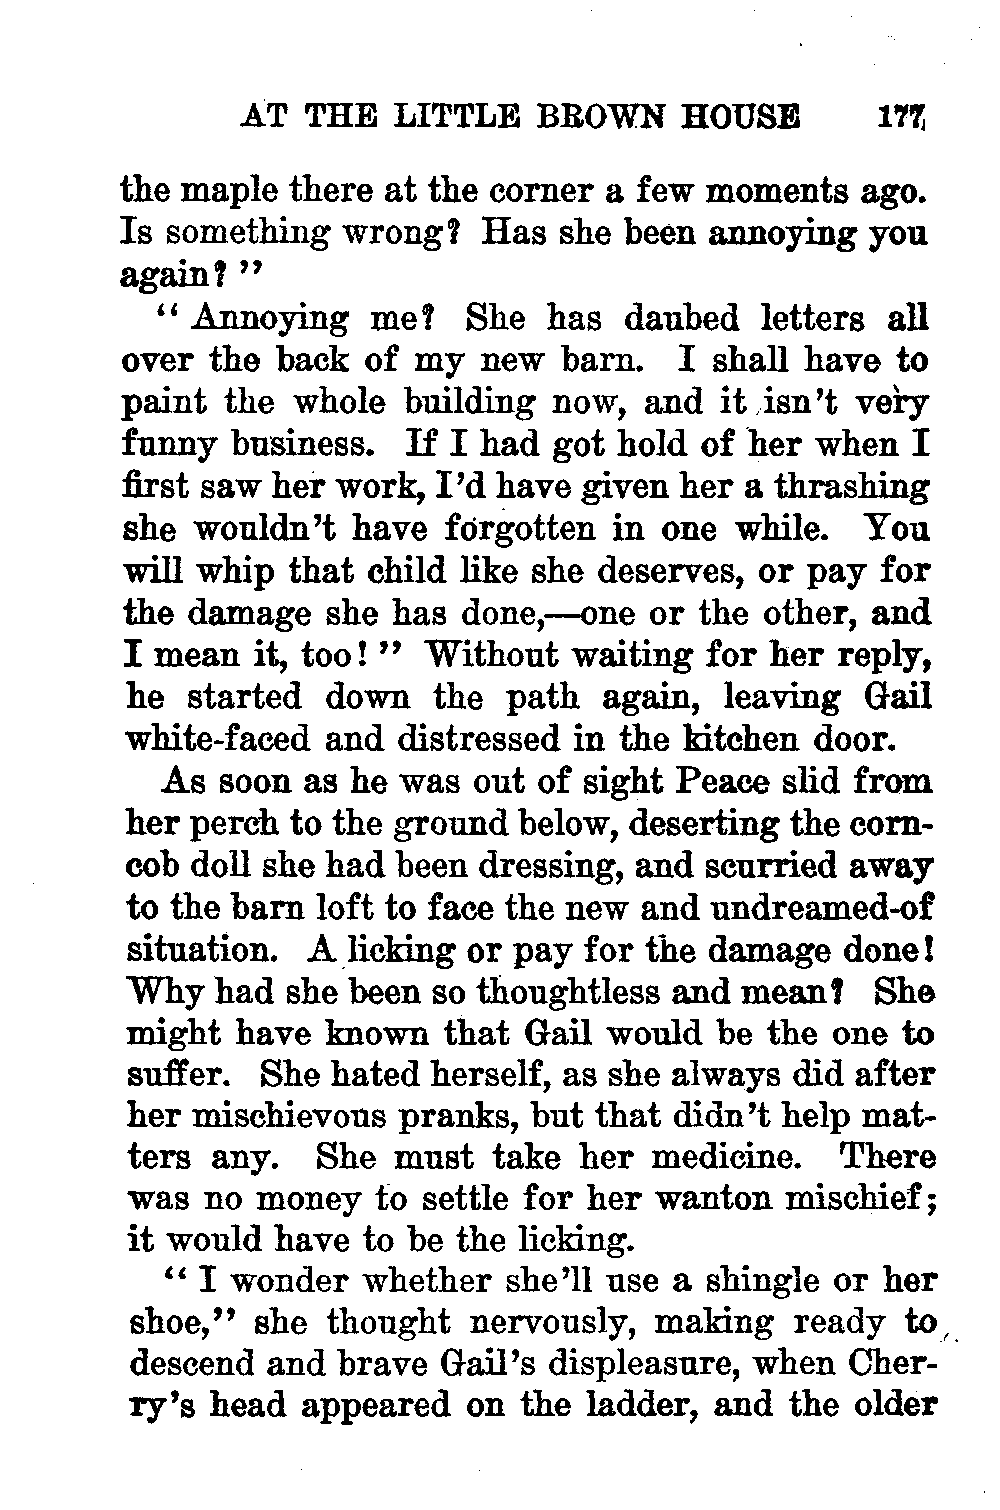 AT THE LITTLE BROWN HOUSE 177
the maple there at the corner a few moments ago.
Is something wrong? Has she been annoying you
again? ”
“ Annoying me? She has daubed letters all
over the back of my new barn. I shall have to
paint the whole building now, and it isn’t very
funny business. If I had got hold of her when I
first saw her work, I’d have given her a thrashing
she wouldn’t have forgotten in one while. You
will whip that child like she deserves, or pay for
the damage she has done,—one or the other, and
I mean it, too! ” Without waiting for her reply,
he started down the path again, leaving Gail
white-faced and distressed in the kitchen door.
As soon as he was out of sight Peace slid from
her perch to the ground below, deserting the corn-
cob doll she had been dressing, and scurried away
to the barn loft to face the new and undreamed-of
situation. A licking or pay for the damage done!
Why had she been so thoughtless and mean? She
might have known that Gail would be the one to
suffer. She hated herself, as she always did after
her mischievous pranks, but that didn’t help mat-
ters any. She must take her medicine. There
was no money to settle for her wanton mischief;
it would have to be the licking.
“ I wonder whether she’ll use a shingle or her
shoe,” she thought nervously, making ready to
descend and brave Gail’s displeasure, when Cher-
ry’s head appeared on the ladder, and the older